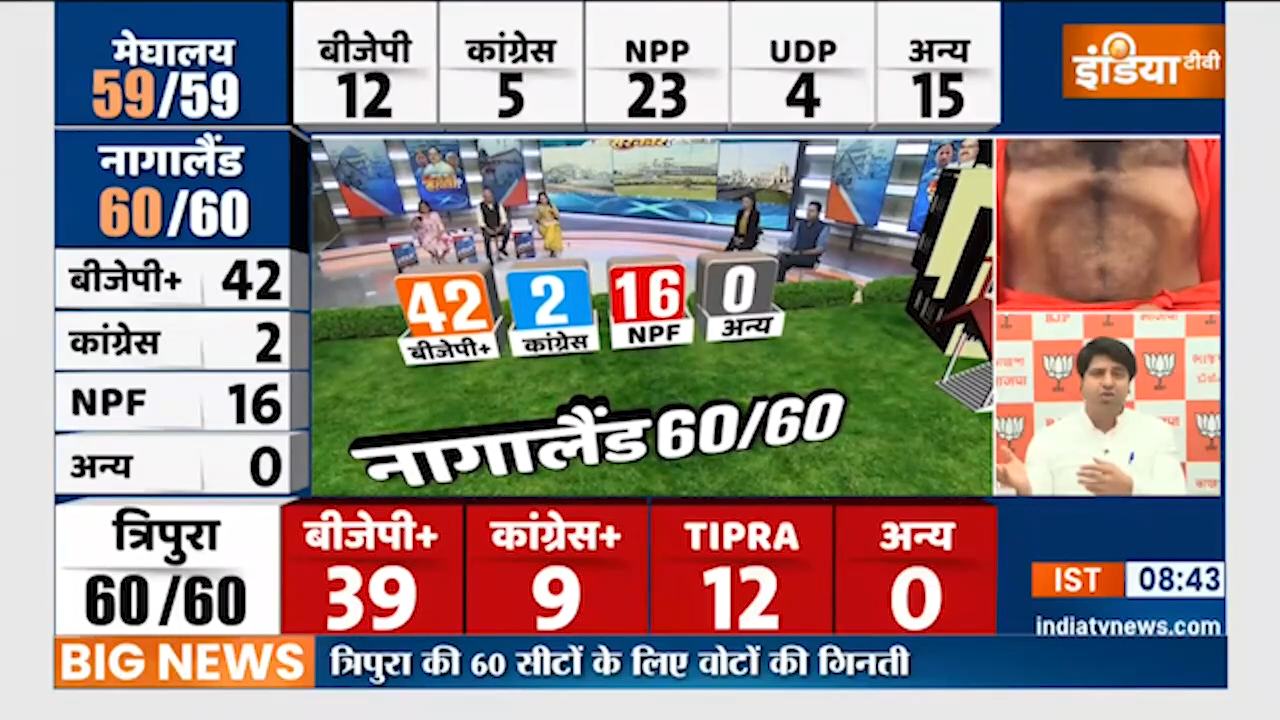 मेघालय
59/59
बीजेपी
12
कांग्रेस
5
NPP
23
UDP
4
अन्य
15
इंडिया टीवी
नागालैंड
60/60
बीजेपी+ 42
कांग्रेस 2
NPF 16
अन्य 0
42
बीजेपी+
2
कांग्रेस
16
NPF
0
अन्य
नागालैंड 60/60
BJP
त्रिपुरा
60/60
बीजेपी+
39
कांग्रेस+
9
TIPRA
12
अन्य
0
IST 08:43
indiatvnews.com
BIG NEWS त्रिपुरा की 60 सीटों के लिए वोटों की गिनती